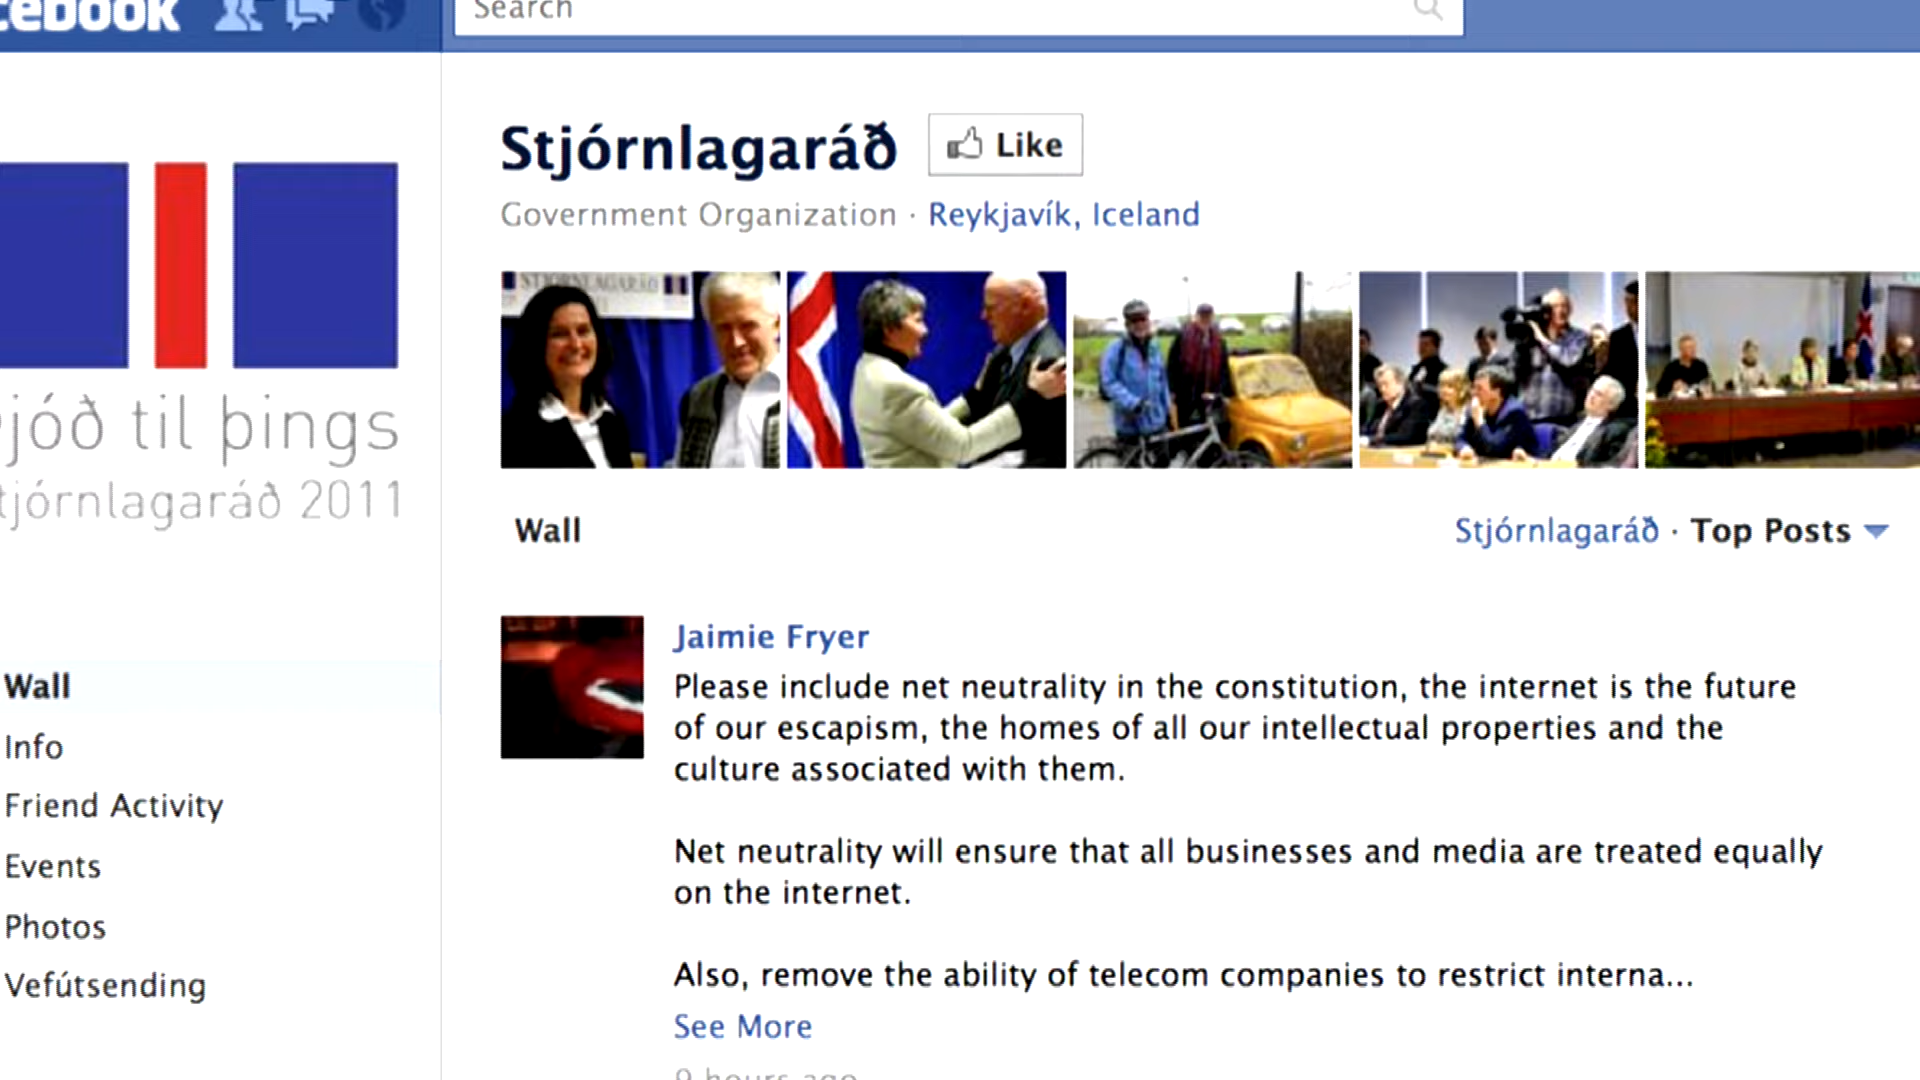 Search
Stjórnlagaráð
Like
Government Organization · Reykjavík, Iceland
til þings
2011
Wall
Info
Friend Activity
Events
Photos
Vefútsending
Wall
Stjórnlagaráð · Top Posts
Jaimie Fryer
Please include net neutrality in the constitution, the internet is the future
of our escapism, the homes of all our intellectual properties and the
culture associated with them.
Net neutrality will ensure that all businesses and media are treated equally
on the internet.
Also, remove the ability of telecom companies to restrict interna...
See More
9 hours ago